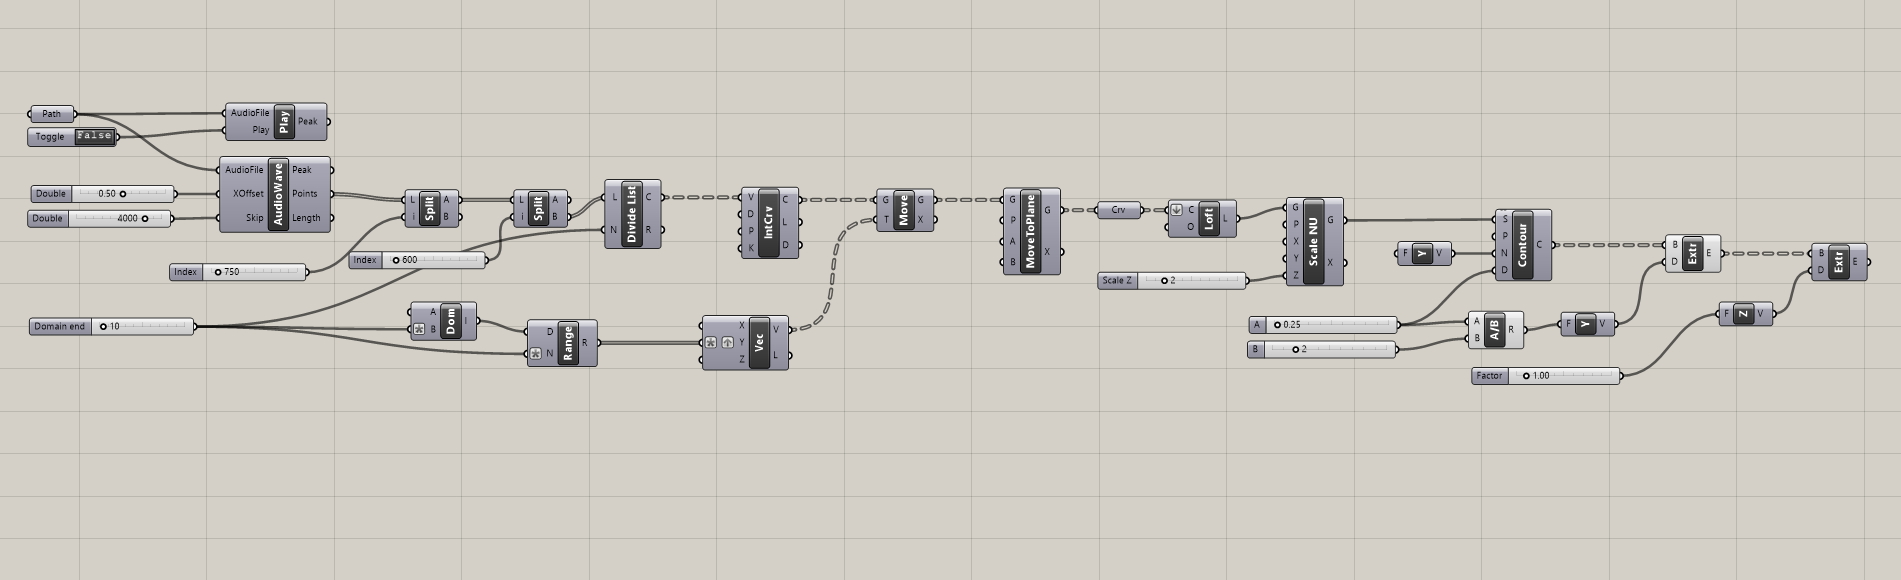 Path
Toggle False
AudioFile Play Play Peak
AudioFile XOffset Skip AudioWave Peak Points Length
Double 0.50
Double 4000
L i Split A B
L i Split A B
Index 750
Index 600
L N Divide List C R
Domain end 10
A B Dom I
D N Range R
X Y Z Vec V L
V D P K IntCrv C L D
G T Move G X
G P A B MoveToPlane G X
Crv
C O Loft L
Scale Z 2
G P X Y Z Scale NU G X
F Y V
S P N D Contour C
A 0.25
B 2
A B A/B R
F Y V
Factor 1.00
B D Extr E
F Z V
B D Extr E